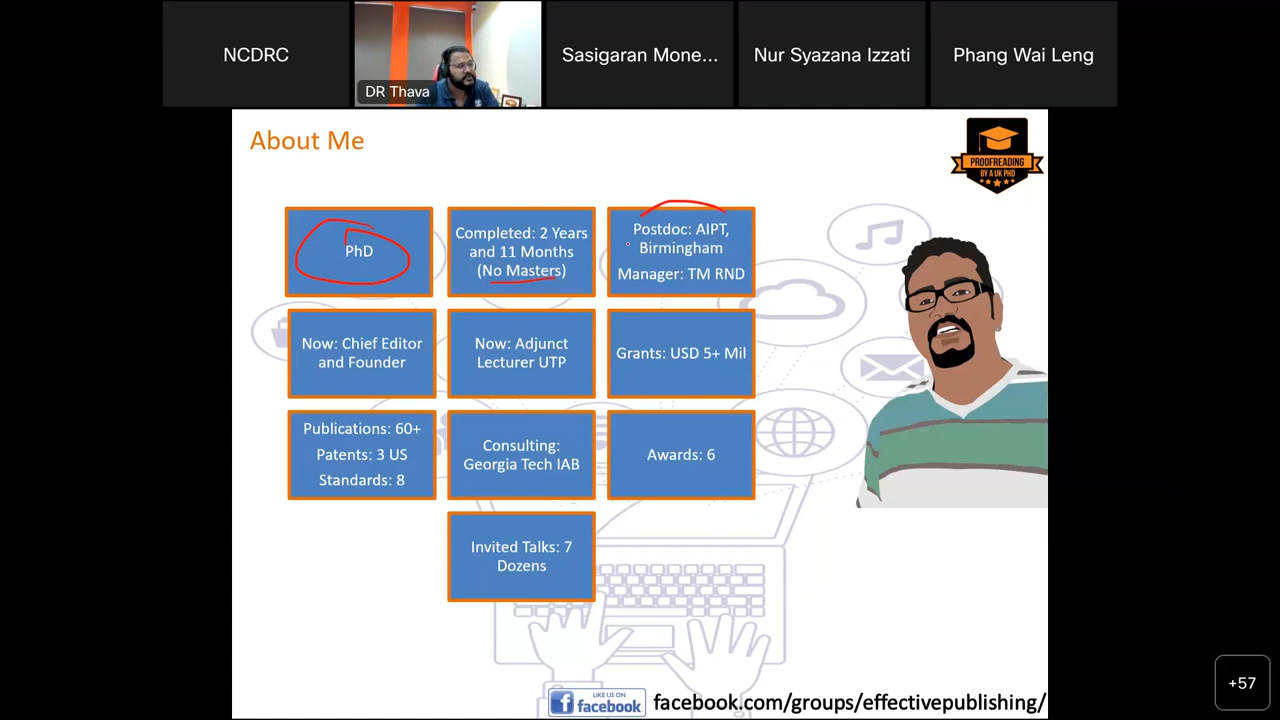 NCDRC
DR Thava
Sasigaran Mone...
Nur Syazana Izzati
Phang Wai Leng
About Me
PROOFREADING
BY A UK PHD
PhD
Completed: 2 Years
and 11 Months
(No Masters)
Postdoc: AIPT,
Birmingham
Manager: TM RND
Now: Chief Editor
and Founder
Now: Adjunct
Lecturer UTP
Grants: USD 5+ Mil
Publications: 60+
Patents: 3 US
Standards: 8
Consulting:
Georgia Tech IAB
Awards: 6
Invited Talks: 7
Dozens
LIKE US ON
facebook
facebook.com/groups/effectivepublishing/
+57